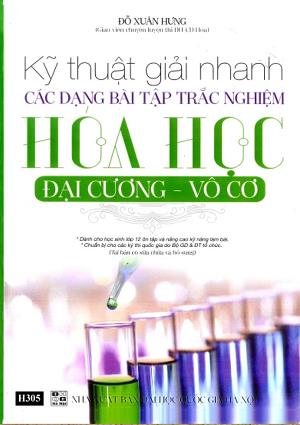 ĐỖ XUÂN HƯNG
(Giáo viên chuyên luyện thi ĐH-CĐ Hóa)
Kỹ thuật giải nhanh
CÁC DẠNG BÀI TẬP TRẮC NGHIỆM
HÓA HỌC
ĐẠI CƯƠNG - VÔ CƠ
* Dành cho học sinh lớp 12 ôn tập và nâng cao kỹ năng làm bài.
* Chuẩn bị cho các kỳ thi quốc gia do Bộ GD & ĐT tổ chức.
(Tái bản có sửa chữa và bổ sung)
H305
NHÀ XUẤT BẢN ĐẠI HỌC QUỐC GIA HÀ NỘI